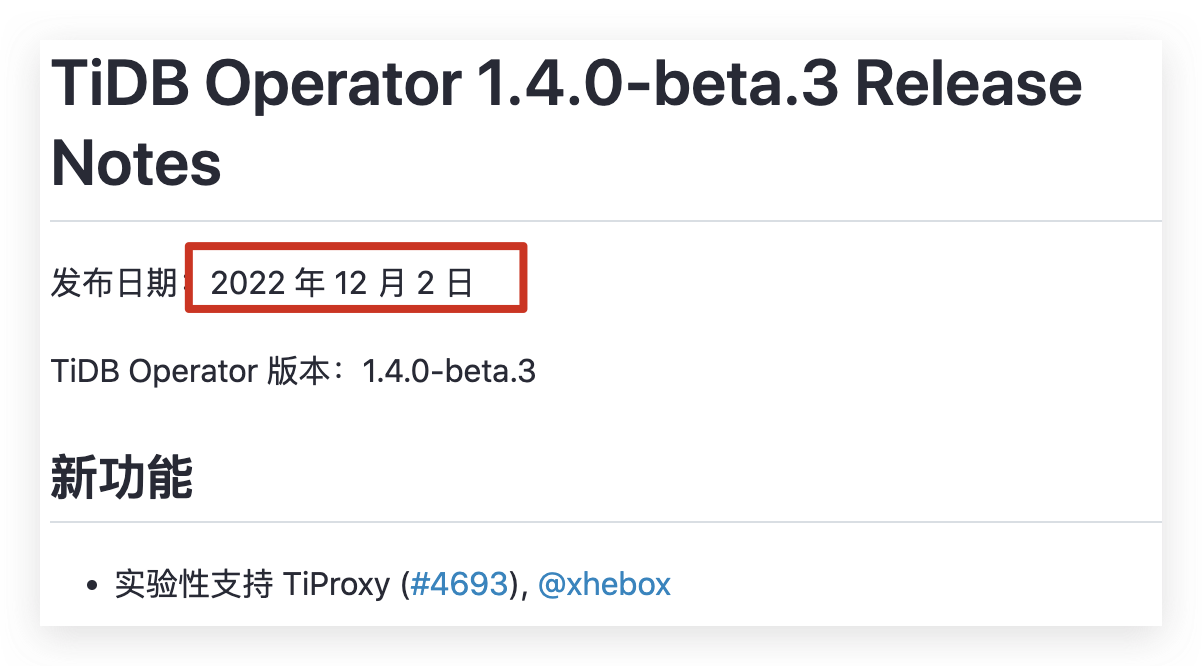 TiDB Operator 1.4.0-beta.3 Release
Notes
发布日期：2022 年 12 月 2 日
TiDB Operator 版本：1.4.0-beta.3
新功能
• 实验性支持 TiProxy (#4693), @xhebox